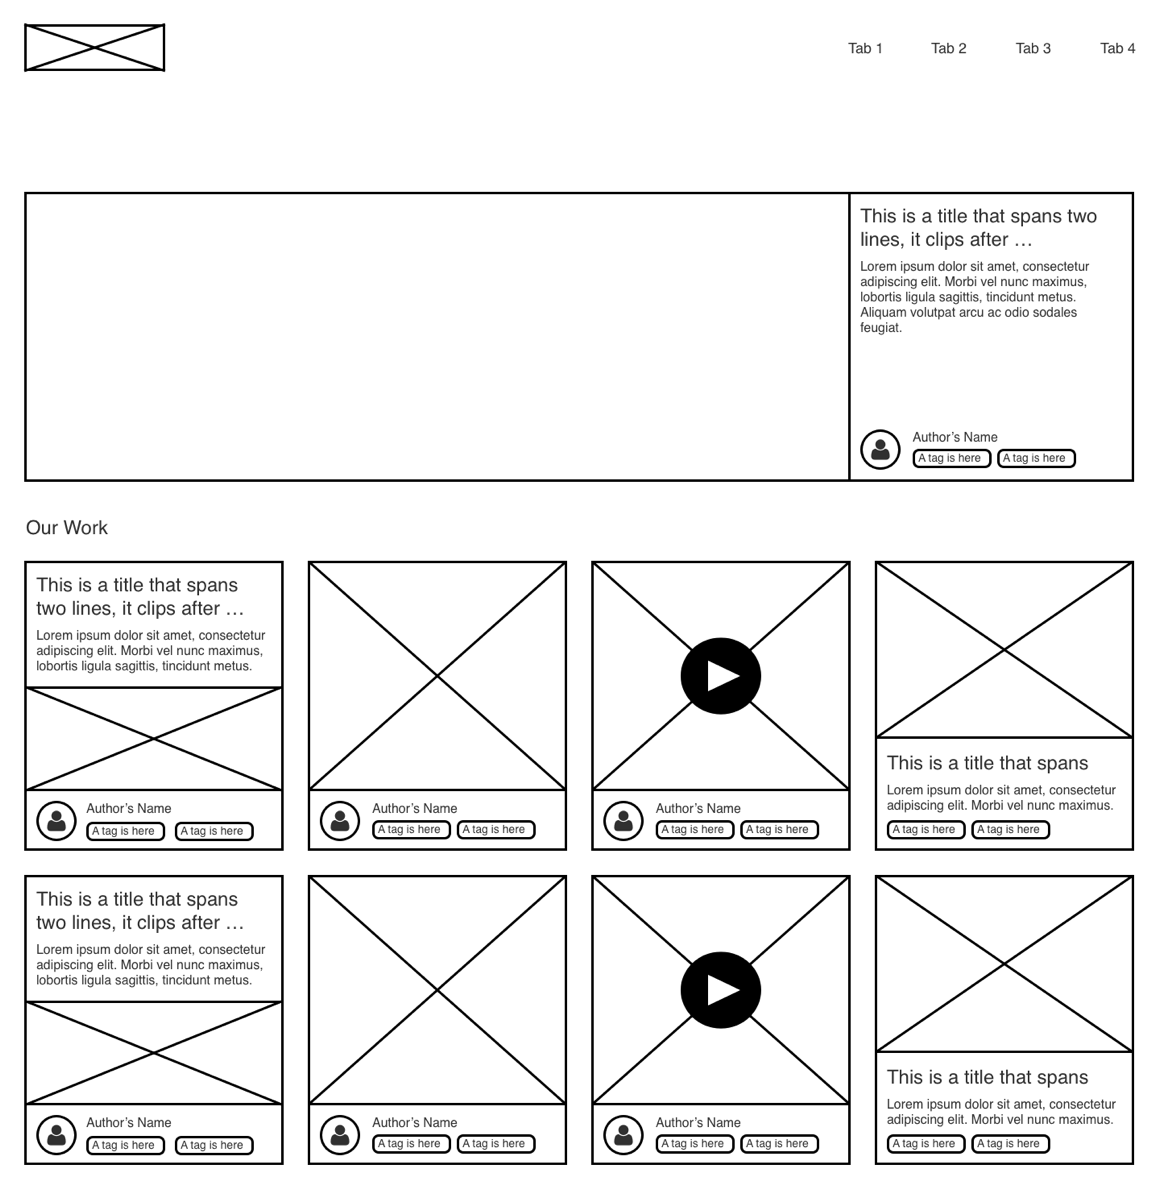 Tab 1
Tab 2
Tab 3
Tab 4
This is a title that spans two
lines, it clips after …
Lorem ipsum dolor sit amet, consectetur
adipiscing elit. Morbi vel nunc maximus,
lobortis ligula sagittis, tincidunt metus.
Aliquam volutpat arcu ac odio sodales
feugiat.
Author’s Name
A tag is here
A tag is here
Our Work
This is a title that spans
two lines, it clips after …
Lorem ipsum dolor sit amet, consectetur
adipiscing elit. Morbi vel nunc maximus,
lobortis ligula sagittis, tincidunt metus.
Author’s Name
A tag is here
A tag is here
Author’s Name
A tag is here
A tag is here
Author’s Name
A tag is here
A tag is here
This is a title that spans
Lorem ipsum dolor sit amet, consectetur
adipiscing elit. Morbi vel nunc maximus.
A tag is here
A tag is here
This is a title that spans
two lines, it clips after …
Lorem ipsum dolor sit amet, consectetur
adipiscing elit. Morbi vel nunc maximus,
lobortis ligula sagittis, tincidunt metus.
Author’s Name
A tag is here
A tag is here
Author’s Name
A tag is here
A tag is here
Author’s Name
A tag is here
A tag is here
This is a title that spans
Lorem ipsum dolor sit amet, consectetur
adipiscing elit. Morbi vel nunc maximus.
A tag is here
A tag is here